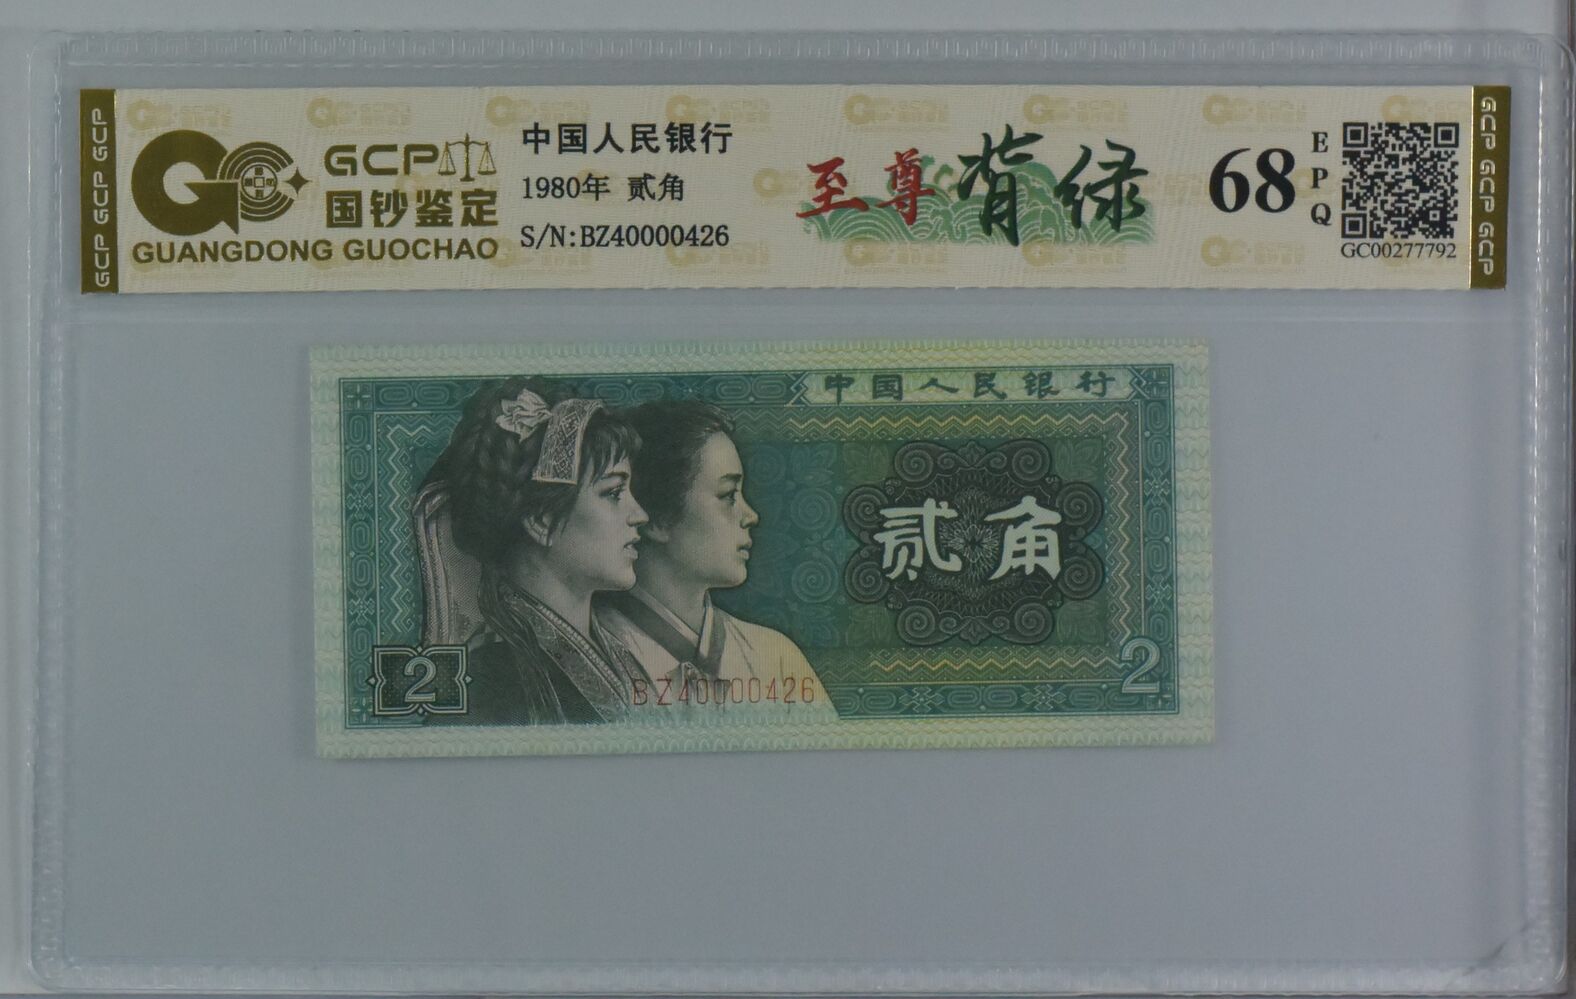 GCP GCP GCP
GCP
国钞鉴定
GUANGDONG GUOCHAO
中国人民银行
1980年 贰角
S/N:BZ40000426
至尊 背绿
68
EPQ
GC00277792
GCP GCP GCP
中国人民银行
贰角
2
2
BZ40000426